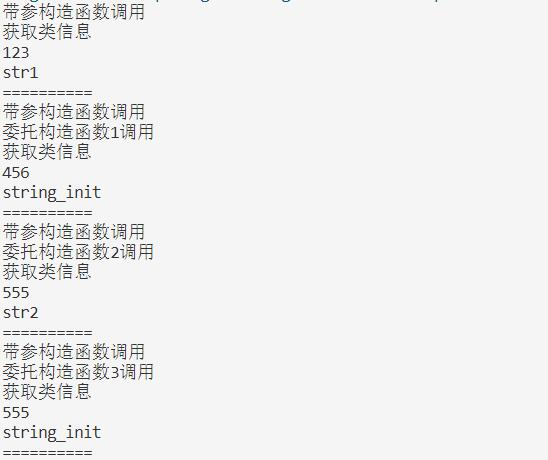 带参构造函数调用
获取类信息
123
str1
==========
带参构造函数调用
委托构造函数1调用
获取类信息
456
string_init
==========
带参构造函数调用
委托构造函数2调用
获取类信息
555
str2
==========
带参构造函数调用
委托构造函数3调用
获取类信息
555
string_init
==========